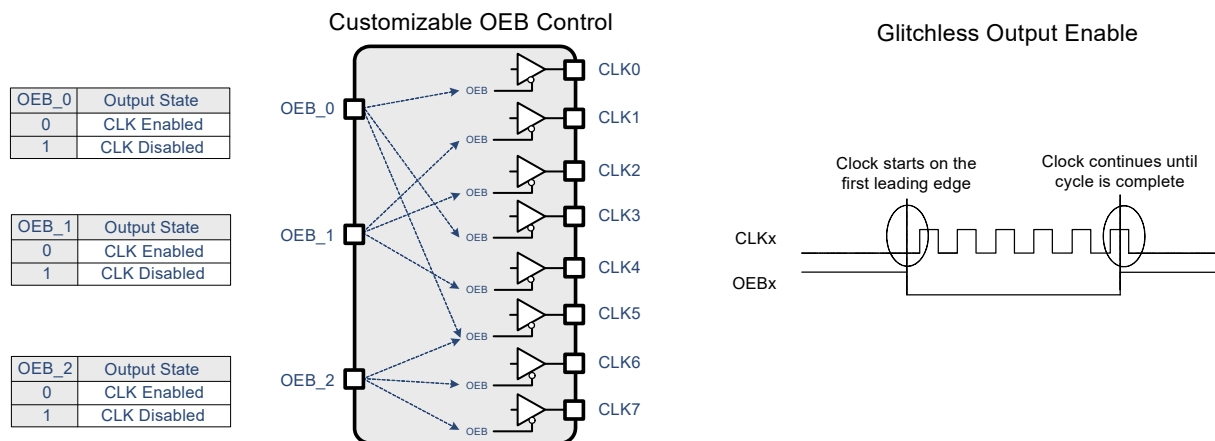 Customizable OEB Control
Glitchless Output Enable
OEB_0 Output State
0 CLK Enabled
1 CLK Disabled
OEB_1 Output State
0 CLK Enabled
1 CLK Disabled
OEB_2 Output State
0 CLK Enabled
1 CLK Disabled
OEB_0
OEB_1
OEB_2
OEB
CLK0
OEB
CLK1
OEB
CLK2
OEB
CLK3
OEB
CLK4
OEB
CLK5
OEB
CLK6
OEB
CLK7
Clock starts on the
first leading edge
Clock continues until
cycle is complete
CLKx
OEBx